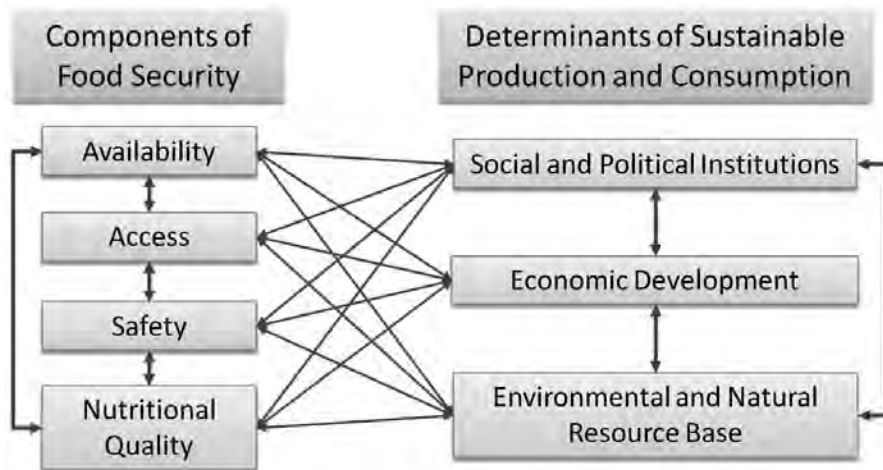 Components of
Food Security
Determinants of Sustainable
Production and Consumption
Availability
Access
Safety
Nutritional
Quality
Social and Political Institutions
Economic Development
Environmental and Natural
Resource Base